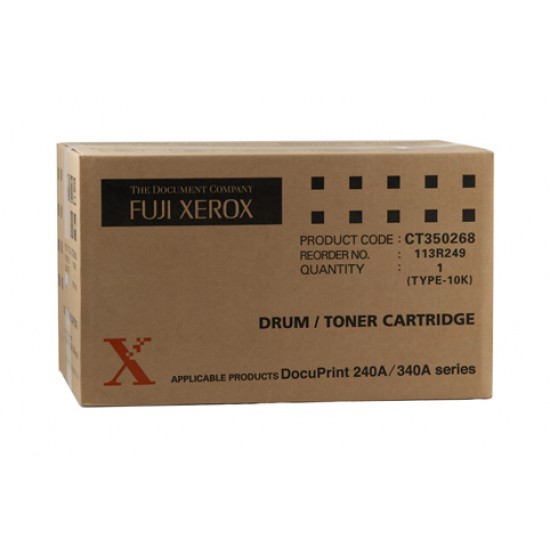 THE DOCUMENT COMPANY
FUJI XEROX
PRODUCT CODE : CT350268
REORDER NO. : 113R249
QUANTITY : 1
(TYPE-10K)
DRUM / TONER CARTRIDGE
X
APPLICABLE PRODUCTS DocuPrint 240A/340A series